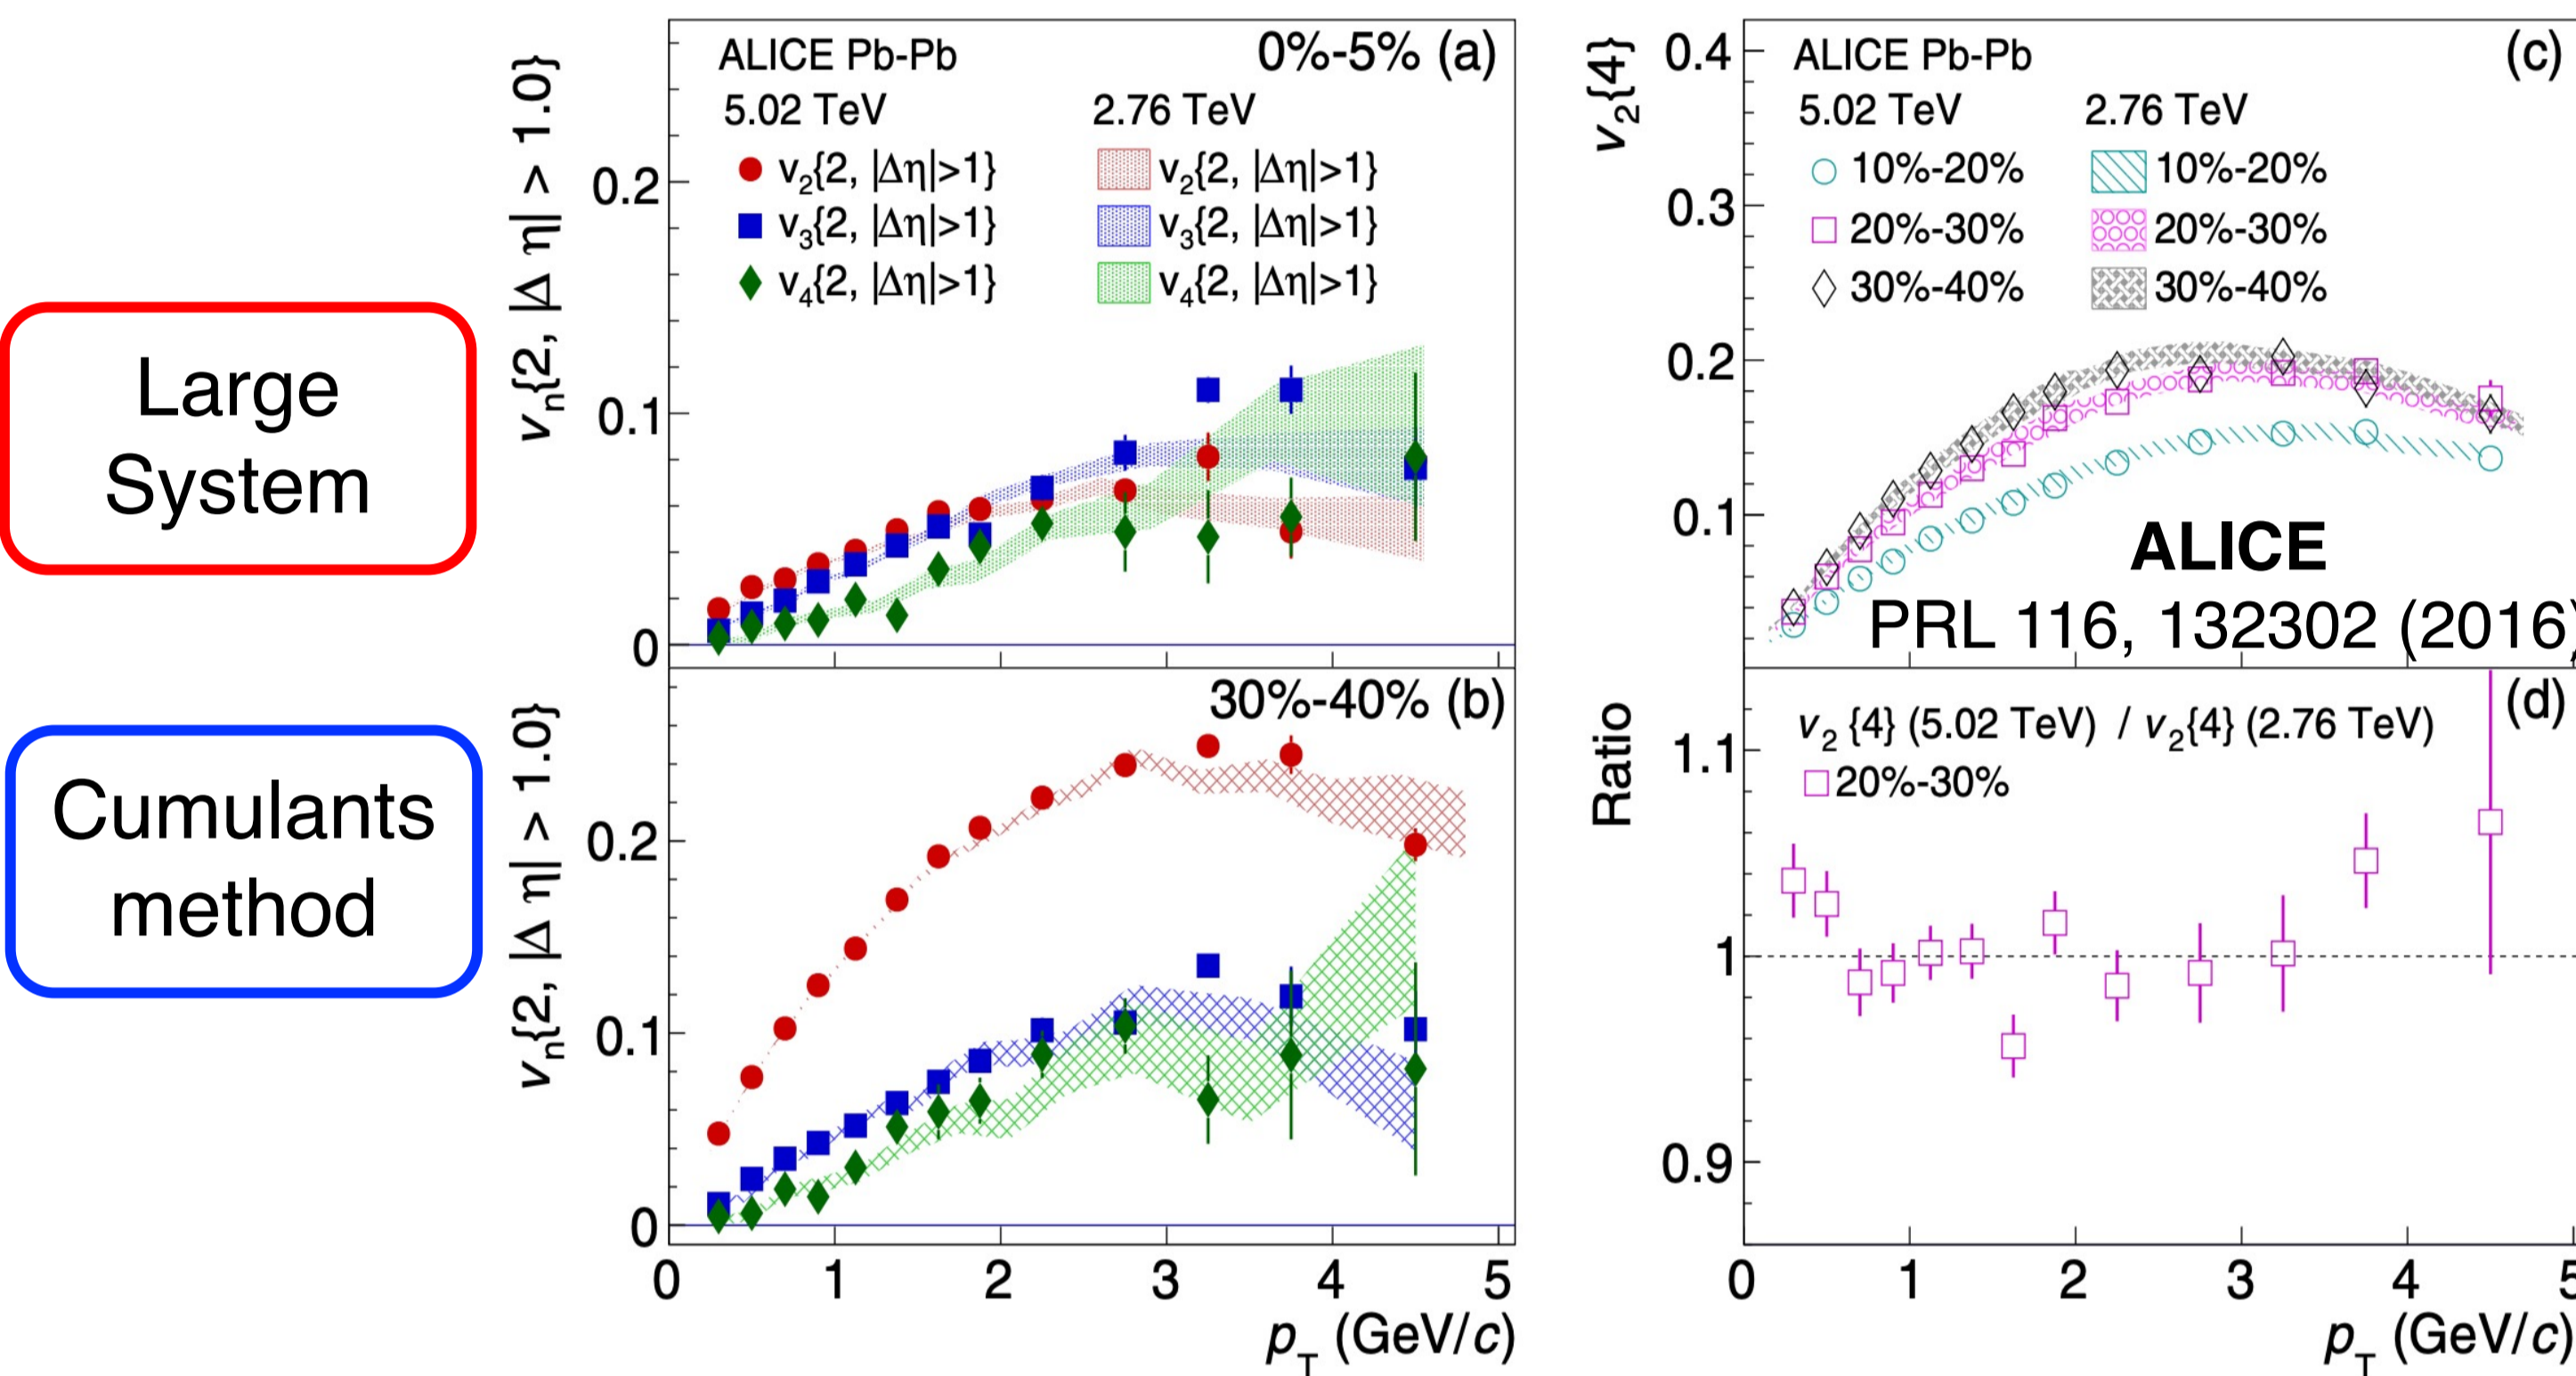 Large
System
Cumulants
method
vn{2, |Δ η| > 1.0}
ALICE Pb-Pb
0%-5% (a)
5.02 TeV
2.76 TeV
v2{2, |Δη|>1}
v2{2, |Δη|>1}
v3{2, |Δη|>1}
v3{2, |Δη|>1}
v4{2, |Δη|>1}
v4{2, |Δη|>1}
0.2
0.1
0
vn{2, |Δ η| > 1.0}
30%-40% (b)
0.2
0.1
0
0 1 2 3 4 5
pT (GeV/c)
v2{4}
ALICE Pb-Pb
(c)
5.02 TeV
2.76 TeV
10%-20%
10%-20%
20%-30%
20%-30%
30%-40%
30%-40%
0.4
0.3
0.2
0.1
ALICE
PRL 116, 132302 (2016)
Ratio
v2 {4} (5.02 TeV) / v2{4} (2.76 TeV)
(d)
20%-30%
1.1
1
0.9
0 1 2 3 4 5
pT (GeV/c)